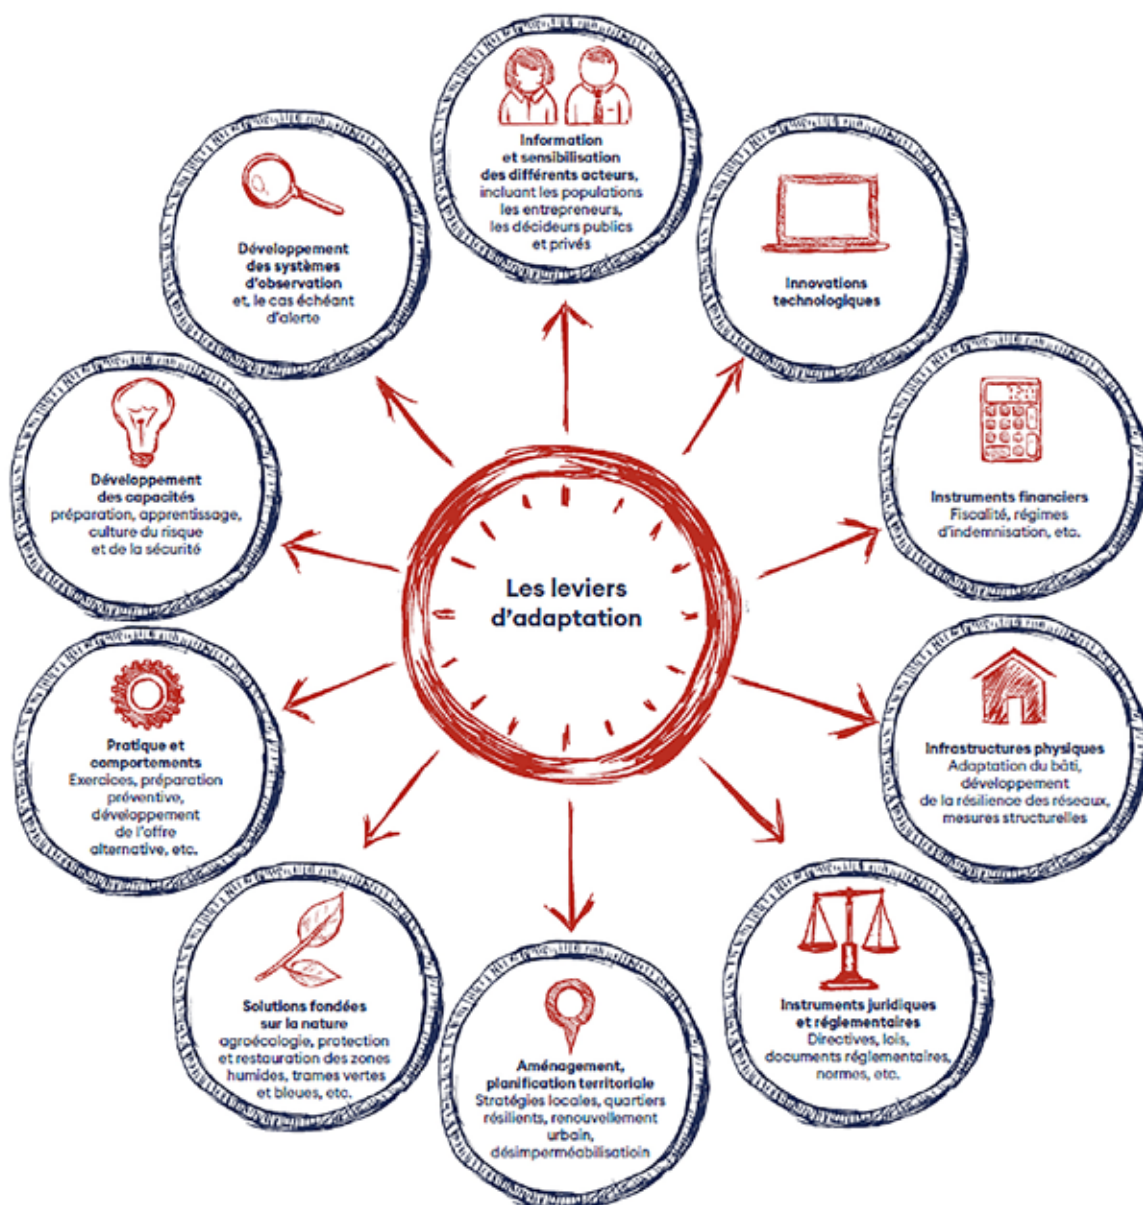 Information
et sensibilisation
des différents acteurs,
incluant les populations
les entrepreneurs,
les décideurs publics
et privés
Innovations
technologiques
Instruments financiers
Fiscalité, régimes
d'indemnisation, etc.
Infrastructures physiques
Adaptation du bâti,
développement
de la résilience des réseaux,
mesures structurelles
Instruments juridiques
et réglementaires
Directives, lois,
documents réglementaires,
normes, etc.
Aménagement,
planification territoriale
Stratégies locales, quartiers
résilients, renouvellement
urbain,
désimperméabilisatioin
Solutions fondées
sur la nature
agroécologie, protection
et restauration des zones
humides, trames vertes
et bleues, etc.
Pratique et
comportements
Exercices, préparation
préventive,
développement
de l'offre
alternative, etc.
Développement
des capacités
préparation, apprentissage,
culture du risque
et de la sécurité
Développement
des systèmes
d'observation
et, le cas échéant
d'alerte
Les leviers
d'adaptation